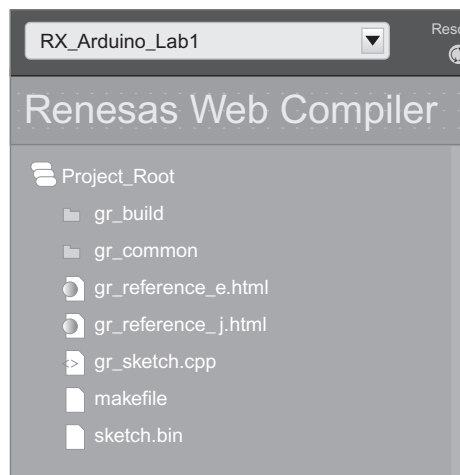 RX_Arduino_Lab1
Renesas Web Compiler
Project_Root
gr_build
gr_common
gr_reference_e.html
gr_reference_j.html
gr_sketch.cpp
makefile
sketch.bin